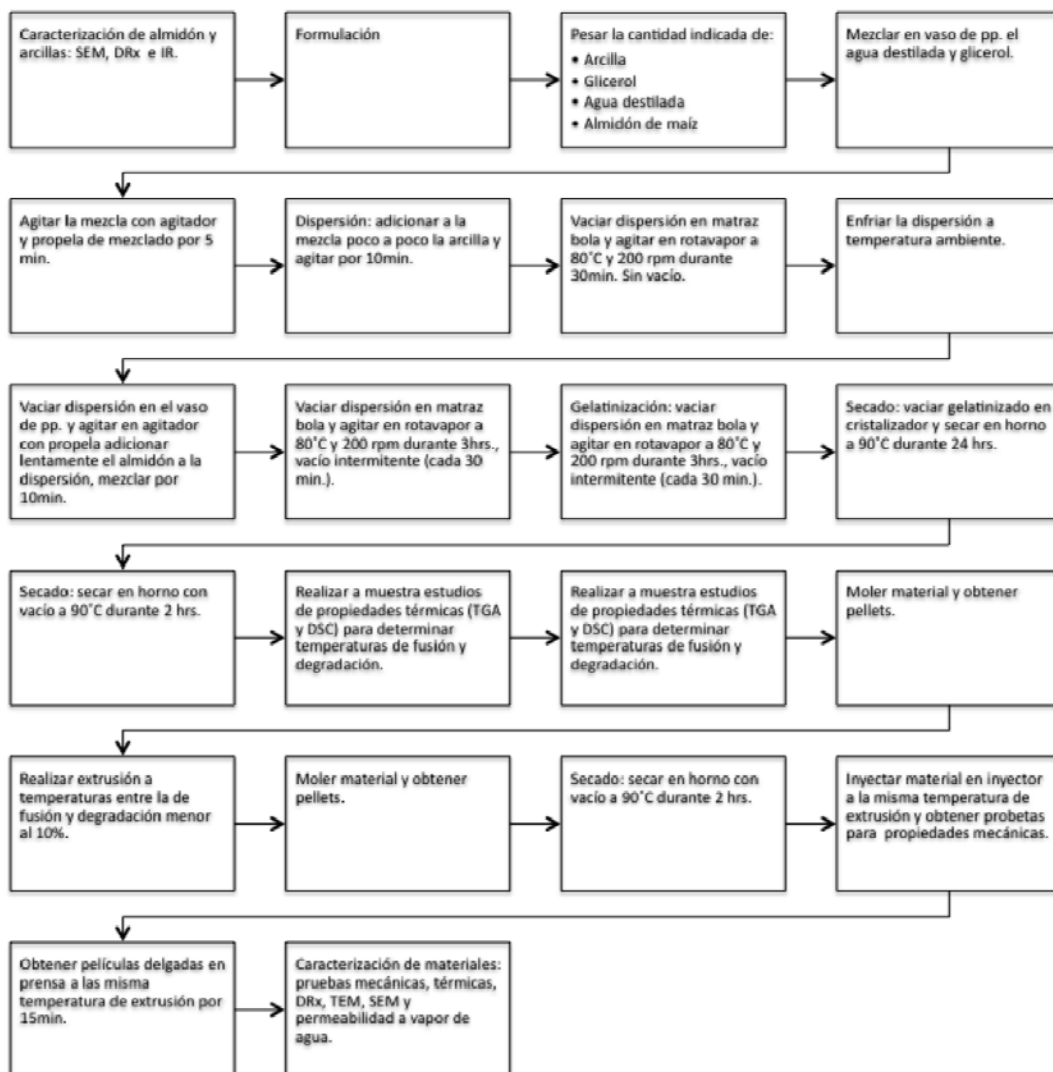 Caracterización de almidón y
arcillas: SEM, DRx e IR.
Formulación
Pesar la cantidad indicada de:
• Arcilla
• Glicerol
• Agua destilada
• Almidón de maíz
Mezclar en vaso de pp. el
agua destilada y glicerol.
Agitar la mezcla con agitador
y propela de mezclado por 5
min.
Dispersión: adicionar a la
mezcla poco a poco la arcilla y
agitar por 10min.
Vaciar dispersión en matraz
bola y agitar en rotavapor a
80˚C y 200 rpm durante
30min. Sin vacío.
Enfriar la dispersión a
temperatura ambiente.
Vaciar dispersión en el vaso
de pp. y agitar en agitador
con propela adicionar
lentamente el almidón a la
dispersión, mezclar por
10min.
Vaciar dispersión en matraz
bola y agitar en rotavapor a
80˚C y 200 rpm durante 3hrs.,
vacío intermitente (cada 30
min.).
Gelatinización: vaciar
dispersión en matraz bola y
agitar en rotavapor a 80˚C y
200 rpm durante 3hrs., vacío
intermitente (cada 30 min.).
Secado: vaciar gelatinizado en
cristalizador y secar en horno
a 90˚C durante 24 hrs.
Secado: secar en horno con
vacío a 90˚C durante 2 hrs.
Realizar a muestra estudios
de propiedades térmicas (TGA
y DSC) para determinar
temperaturas de fusión y
degradación.
Realizar a muestra estudios
de propiedades térmicas (TGA
y DSC) para determinar
temperaturas de fusión y
degradación.
Moler material y obtener
pellets.
Realizar extrusión a
temperaturas entre la de
fusión y degradación menor
al 10%.
Moler material y obtener
pellets.
Secado: secar en horno con
vacío a 90˚C durante 2 hrs.
Inyectar material en inyector
a la misma temperatura de
extrusión y obtener probetas
para propiedades mecánicas.
Obtener películas delgadas en
prensa a las misma
temperatura de extrusión por
15min.
Caracterización de materiales:
pruebas mecánicas, térmicas,
DRx, TEM, SEM y
permeabilidad a vapor de
agua.